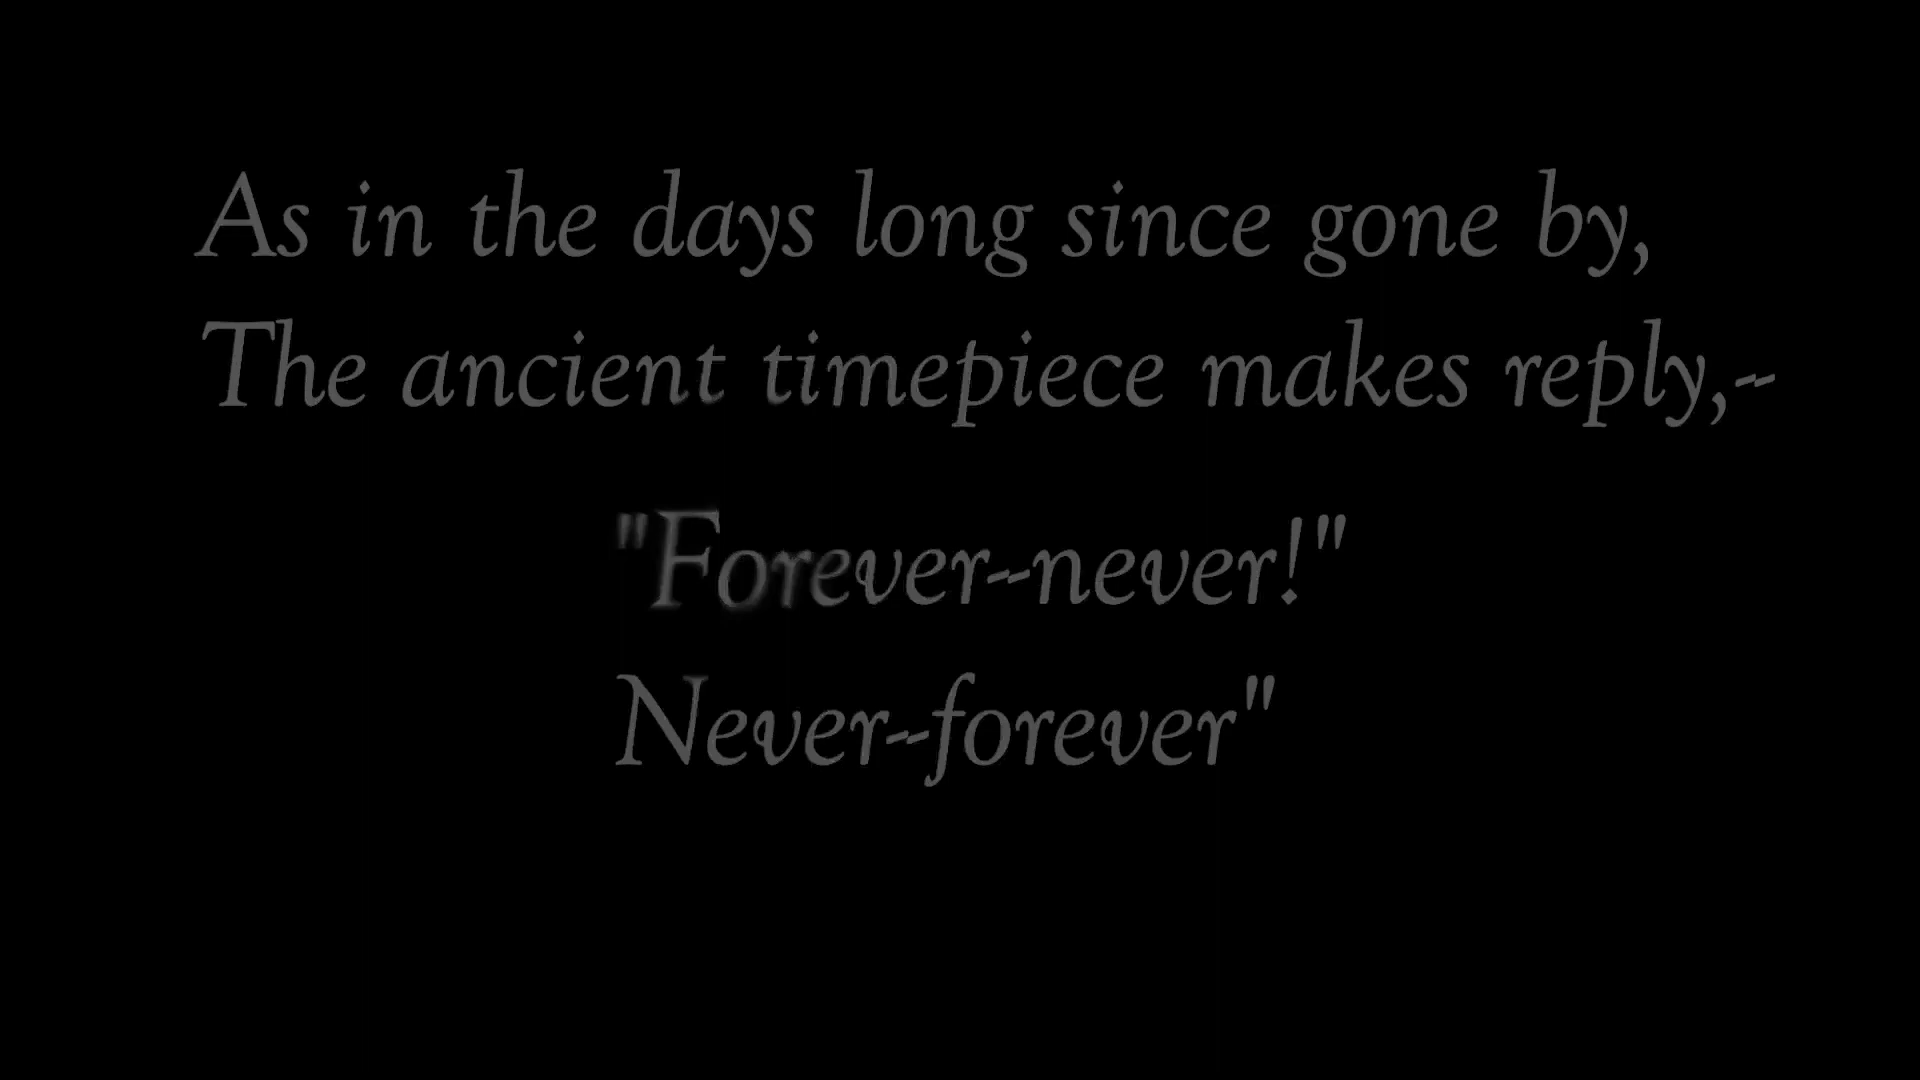 As in the days long since gone by,
The ancient timepiece makes reply,--
"Forever--never!"
Never--forever"